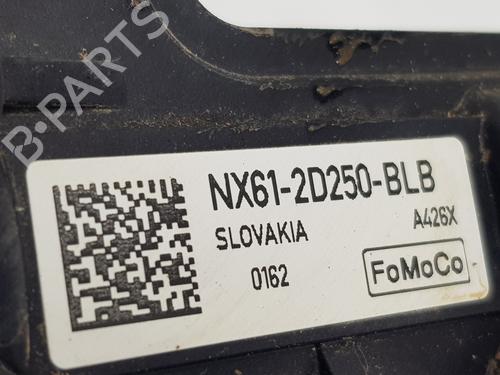 B-PARTS
NX61-2D250-BLB
SLOVAKIA
A426X
0162
FoMoCo